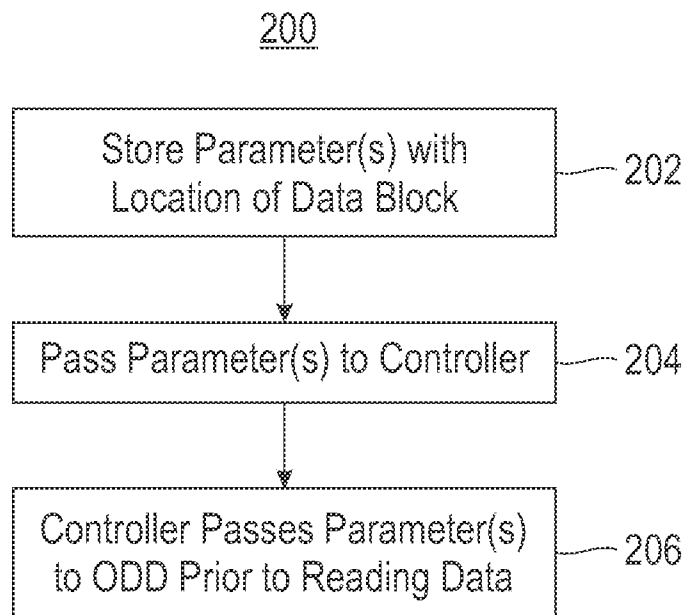 200
Store Parameter(s) with
Location of Data Block
202
Pass Parameter(s) to Controller
204
Controller Passes Parameter(s)
to ODD Prior to Reading Data
206